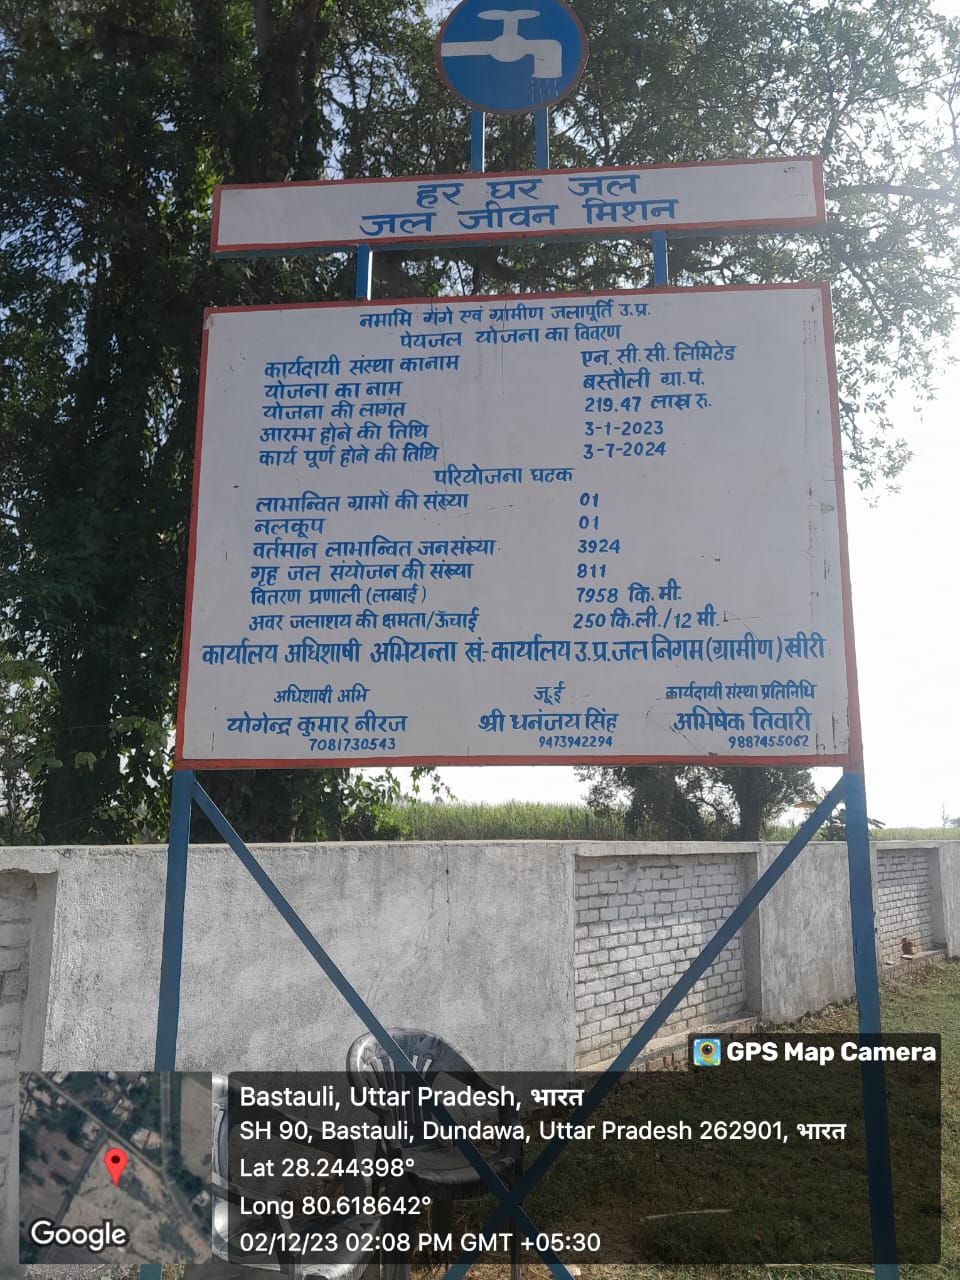 हर घर जल
जल जीवन मिशन
नमामि गंगे एवं ग्रामीण जलापूर्ति उ.प्र.
पेयजल योजना का विवरण
कार्यदायी संस्था कानाम एन.सी.सी. लिमिटेड
योजना का नाम बस्तौली ग्रा.पं.
योजना की लागत 219.47 लाख रु.
आरम्भ होने की तिथि 3-1-2023
कार्य पूर्ण होने की तिथि 3-7-2024
परियोजना घटक
लाभान्वित ग्रामों की संख्या 01
नलकूप 01
वर्तमान लाभान्वित जनसंख्या. 3924
गृह जल संयोजन की संख्या 811
वितरण प्रणाली (लम्बाई) 7958 कि. मी.
अवर जलाशय की क्षमता/ऊँचाई 250 कि.ली./12 मी.
कार्यालय अधिशाषी अभियन्ता सं.-कार्यालय उ.प्र.जल निगम (ग्रामीण) खीरी
अधिशाषी अभि जू.ई कार्यदायी संस्था प्रतिनिधि
योगेन्द्र कुमार नीरज श्री धनंजय सिंह अभिषेक तिवारी
7081730543 9473942294 9887455062
GPS Map Camera
Bastauli, Uttar Pradesh, भारत
SH 90, Bastauli, Dundawa, Uttar Pradesh 262901, भारत
Lat 28.244398°
Long 80.618642°
02/12/23 02:08 PM GMT +05:30
Google